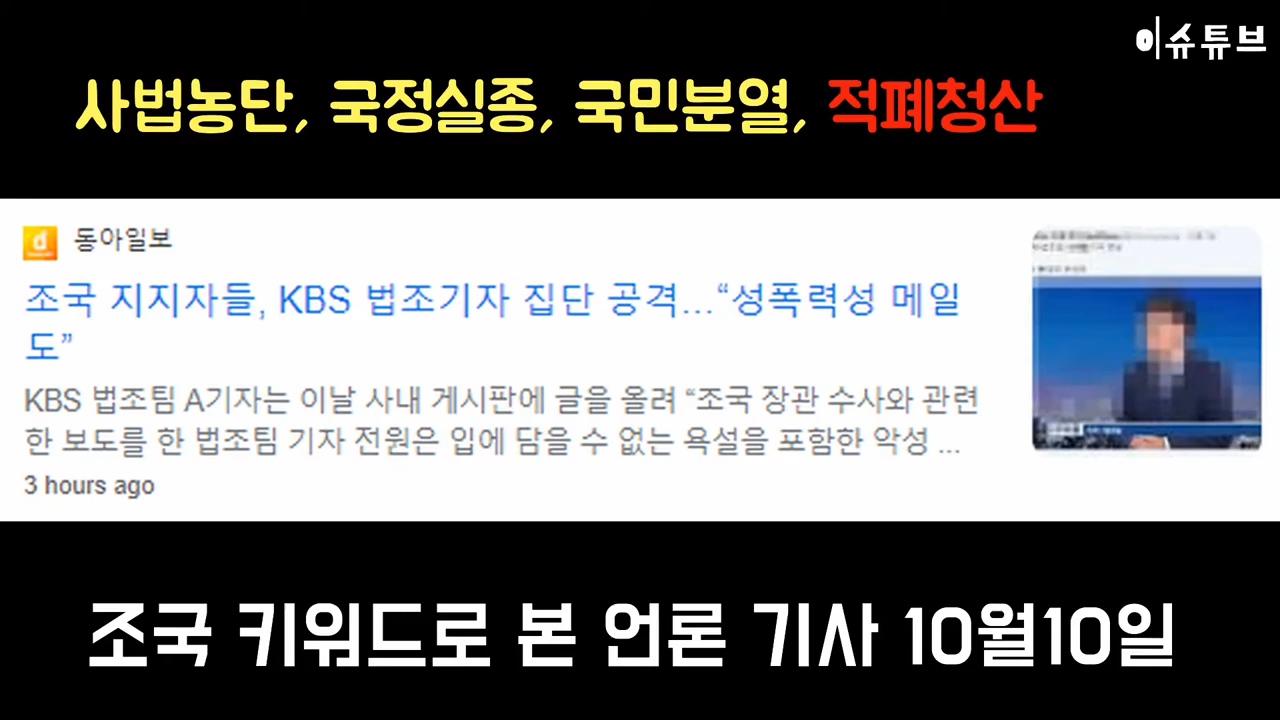 이슈튜브
사법농단, 국정실종, 국민분열, 적폐청산
동아일보
조국 지지자들, KBS 법조기자 집단 공격…“성폭력성 메일
도”
KBS 법조팀 A기자는 이날 사내 게시판에 글을 올려 “조국 장관 수사와 관련
한 보도를 한 법조팀 기자 전원은 입에 담을 수 없는 욕설을 포함한 악성 ...
3 hours ago
조국 키워드로 본 언론 기사 10월10일